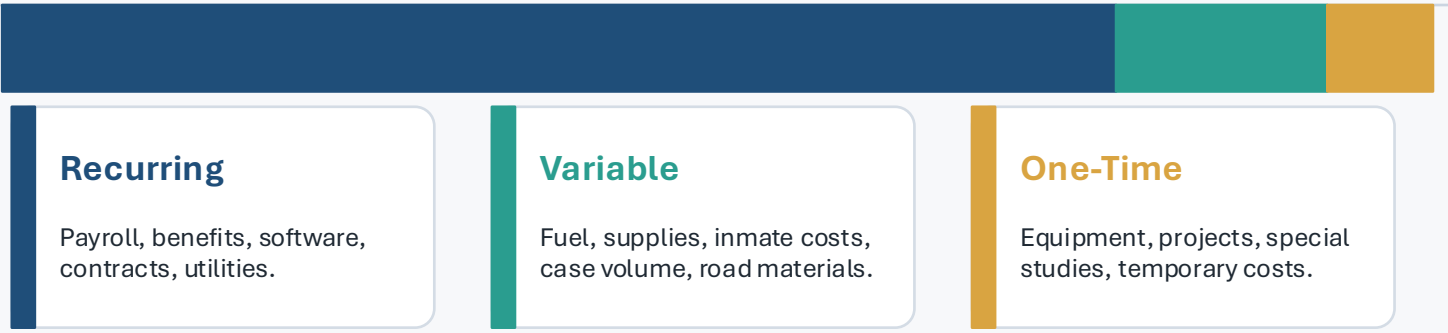 Recurring
Payroll, benefits, software,
contracts, utilities.
Variable
Fuel, supplies, inmate costs,
case volume, road materials.
One-Time
Equipment, projects, special
studies, temporary costs.